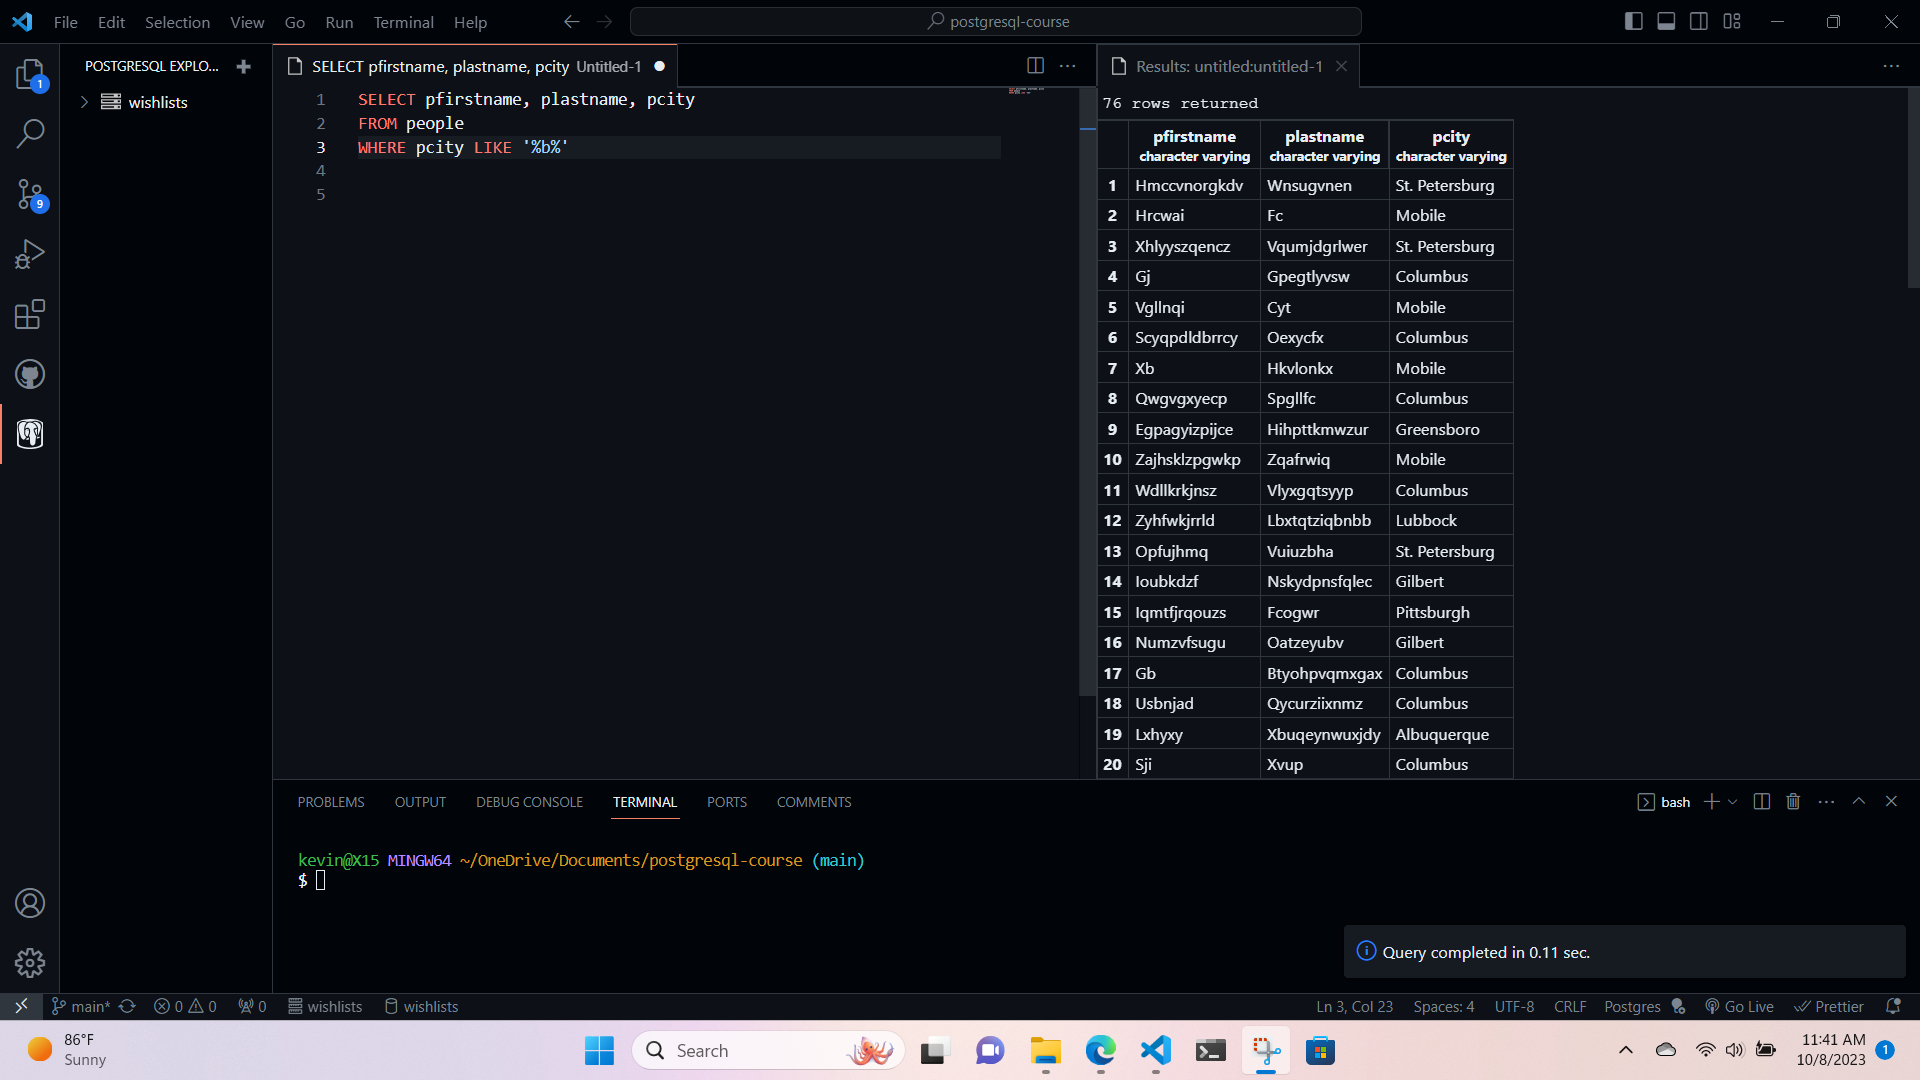 File Edit Selection View Go Run Terminal Help
postgresql-course
1
9
POSTGRESQL EXPLO...
wishlists
SELECT pfirstname, plastname, pcity Untitled-1
1 SELECT pfirstname, plastname, pcity
2 FROM people
3 WHERE pcity LIKE '%b%'
4
5
Results: untitled:untitled-1
76 rows returned
pfirstname plastname pcity
character varying character varying character varying
1 Hmccvnorgkdv Wnsugvnen St. Petersburg
2 Hrcwai Fc Mobile
3 Xhlyyszqencz Vqumjdgrlwer St. Petersburg
4 Gj Gpegtlyvsw Columbus
5 Vgllnqi Cyt Mobile
6 Scyqpdldbrrcy Oexycfx Columbus
7 Xb Hkvlonkx Mobile
8 Qwgvgxyecp Spgllfc Columbus
9 Egpagyizpijce Hihpttkmwzur Greensboro
10 Zajhsklzpgwkp Zqafrwiq Mobile
11 Wdllkrkjnsz Vlyxgqtsyyp Columbus
12 Zyhfwkjrrld Lbxtqtziqbnbb Lubbock
13 Opfujhmq Vuiuzbha St. Petersburg
14 Ioubkdzf Nskydpnsfqlec Gilbert
15 Iqmtfjrqouzs Fcogwr Pittsburgh
16 Numzvfsugu Oatzeyubv Gilbert
17 Gb Btyohpvqmxgax Columbus
18 Usbnjad Qycurziixnmz Columbus
19 Lxhyxy Xbuqeynwuxjdy Albuquerque
20 Sji Xvup Columbus
PROBLEMS OUTPUT DEBUG CONSOLE TERMINAL PORTS COMMENTS
bash
kevin@X15 MINGW64 ~/OneDrive/Documents/postgresql-course (main)
$
Query completed in 0.11 sec.
main* 0 0 0 wishlists wishlists
Ln 3, Col 23 Spaces: 4 UTF-8 CRLF Postgres Go Live Prettier
86°F
Sunny
Search
11:41 AM
10/8/2023
1